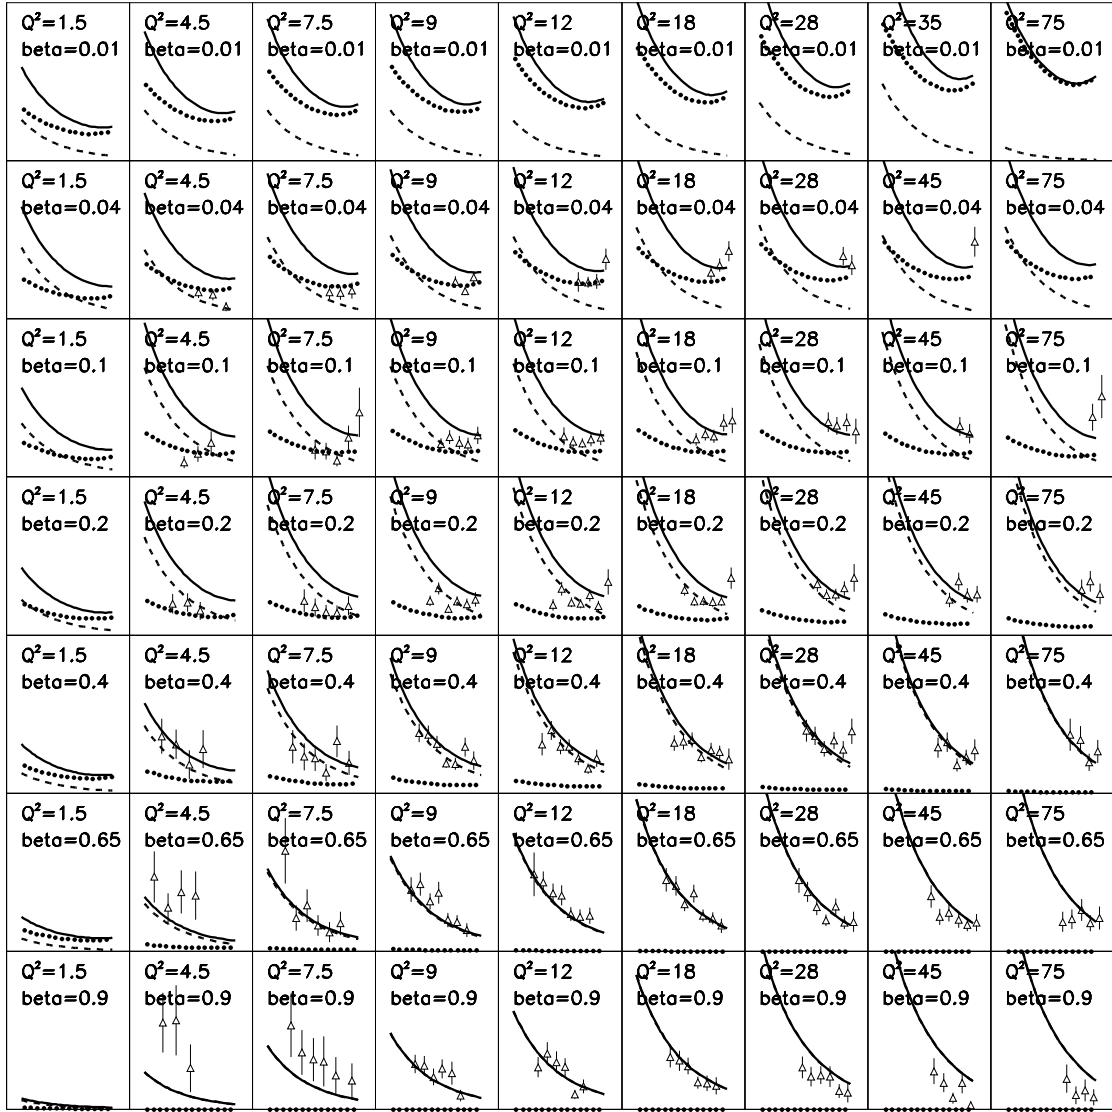 Q²=1.5 Q²=4.5 Q²=7.5 Q²=9 Q²=12 Q²=18 Q²=28 Q²=35 Q²=75
beta=0.01 beta=0.01 beta=0.01 beta=0.01 beta=0.01 beta=0.01 beta=0.01 beta=0.01 beta=0.01
Q²=1.5 Q²=4.5 Q²=7.5 Q²=9 Q²=12 Q²=18 Q²=28 Q²=45 Q²=75
beta=0.04 beta=0.04 beta=0.04 beta=0.04 beta=0.04 beta=0.04 beta=0.04 beta=0.04 beta=0.04
Q²=1.5 Q²=4.5 Q²=7.5 Q²=9 Q²=12 Q²=18 Q²=28 Q²=45 Q²=75
beta=0.1 beta=0.1 beta=0.1 beta=0.1 beta=0.1 beta=0.1 beta=0.1 beta=0.1 beta=0.1
Q²=1.5 Q²=4.5 Q²=7.5 Q²=9 Q²=12 Q²=18 Q²=28 Q²=45 Q²=75
beta=0.2 beta=0.2 beta=0.2 beta=0.2 beta=0.2 beta=0.2 beta=0.2 beta=0.2 beta=0.2
Q²=1.5 Q²=4.5 Q²=7.5 Q²=9 Q²=12 Q²=18 Q²=28 Q²=45 Q²=75
beta=0.4 beta=0.4 beta=0.4 beta=0.4 beta=0.4 beta=0.4 beta=0.4 beta=0.4 beta=0.4
Q²=1.5 Q²=4.5 Q²=7.5 Q²=9 Q²=12 Q²=18 Q²=28 Q²=45 Q²=75
beta=0.65 beta=0.65 beta=0.65 beta=0.65 beta=0.65 beta=0.65 beta=0.65 beta=0.65 beta=0.65
Q²=1.5 Q²=4.5 Q²=7.5 Q²=9 Q²=12 Q²=18 Q²=28 Q²=45 Q²=75
beta=0.9 beta=0.9 beta=0.9 beta=0.9 beta=0.9 beta=0.9 beta=0.9 beta=0.9 beta=0.9